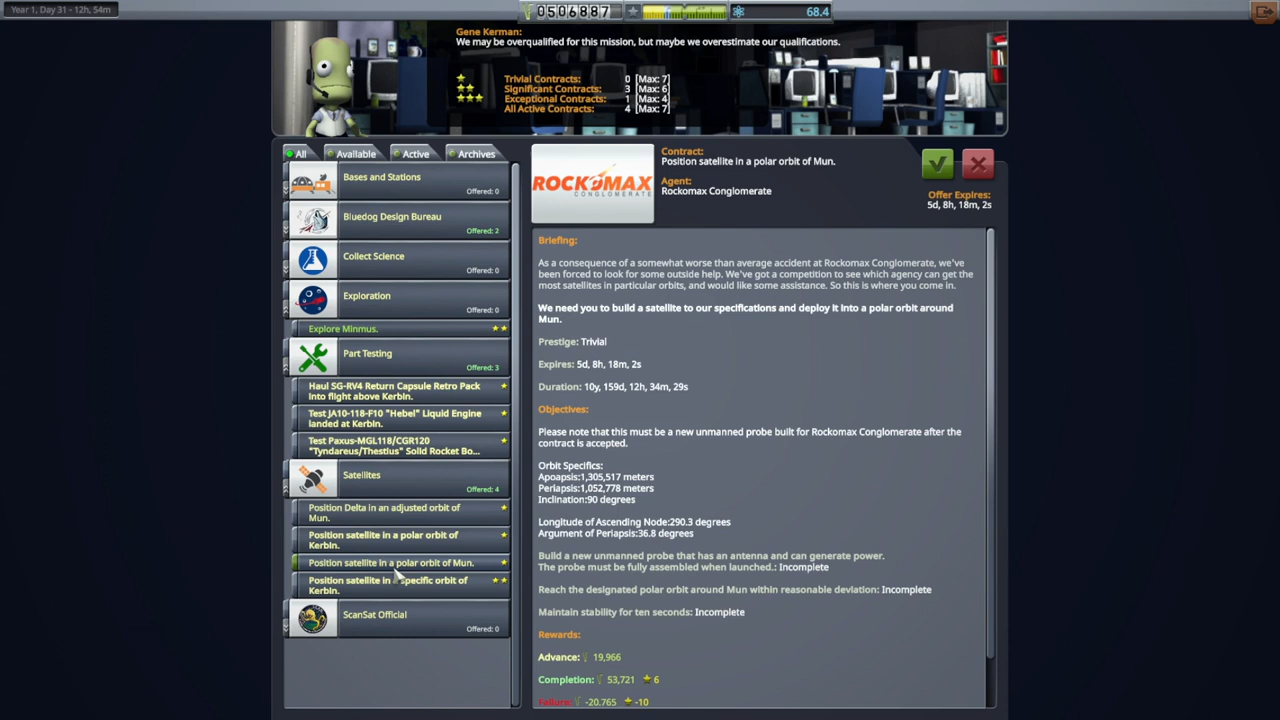 Year 1, Day 31 - 12h, 54m
0506887
68.4
Gene Kerman:
We may be overqualified for this mission, but maybe we overestimate our qualifications.
Trivial Contracts: 0 [Max: 7]
Significant Contracts: 3 [Max: 6]
Exceptional Contracts: 1 [Max: 4]
All Active Contracts: 4 [Max: 7]
All
Available
Active
Archives
Bases and Stations
Offered: 0
Bluedog Design Bureau
Offered: 2
Collect Science
Offered: 0
Exploration
Offered: 0
Explore Minmus.
Part Testing
Offered: 3
Haul SG-RV4 Return Capsule Retro Pack
into flight above Kerbin.
Test JA10-118-F10 "Hebel" Liquid Engine
landed at Kerbin.
Test Paxus-MGL118/CGR120
"Tyndareus/Thestius" Solid Rocket Bo...
Satellites
Offered: 4
Position Delta in an adjusted orbit of
Mun.
Position satellite in a polar orbit of
Kerbin.
Position satellite in a polar orbit of Mun.
Position satellite in a specific orbit of
Kerbin.
ScanSat Official
Offered: 0
ROCKOMAX
CONGLOMERATE
Contract:
Position satellite in a polar orbit of Mun.
Agent:
Rockomax Conglomerate
Offer Expires:
5d, 8h, 18m, 2s
Briefing:
As a consequence of a somewhat worse than average accident at Rockomax Conglomerate, we've
been forced to look for some outside help. We've got a competition to see which agency can get the
most satellites in particular orbits, and would like some assistance. So this is where you come in.
We need you to build a satellite to our specifications and deploy it into a polar orbit around
Mun.
Prestige: Trivial
Expires: 5d, 8h, 18m, 2s
Duration: 10y, 159d, 12h, 34m, 29s
Objectives:
Please note that this must be a new unmanned probe built for Rockomax Conglomerate after the
contract is accepted.
Orbit Specifics:
Apoapsis:1,305,517 meters
Periapsis:1,052,778 meters
Inclination:90 degrees
Longitude of Ascending Node:290.3 degrees
Argument of Periapsis:36.8 degrees
Build a new unmanned probe that has an antenna and can generate power.
The probe must be fully assembled when launched.: Incomplete
Reach the designated polar orbit around Mun within reasonable deviation: Incomplete
Maintain stability for ten seconds: Incomplete
Rewards:
Advance: 19,966
Completion: 53,721 6
Failure: -20,765 -10